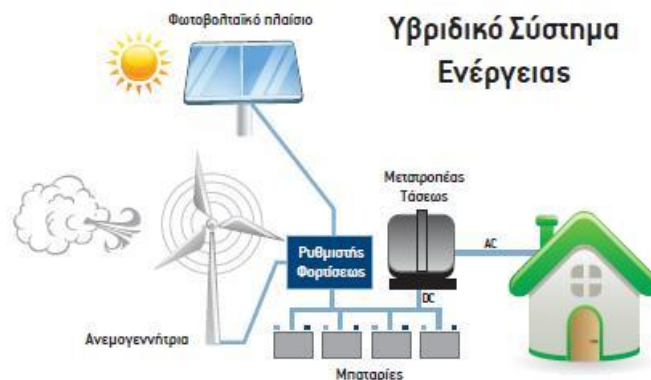 Φωτοβολταϊκό πλαίσιο
Υβριδικό Σύστημα
Ενέργειας
Μετατροπέας
Τάσεως
Ρυθμιστής
Φορτίσεως
AC
DC
Ανεμογεννήτρια
Μπαταρίες